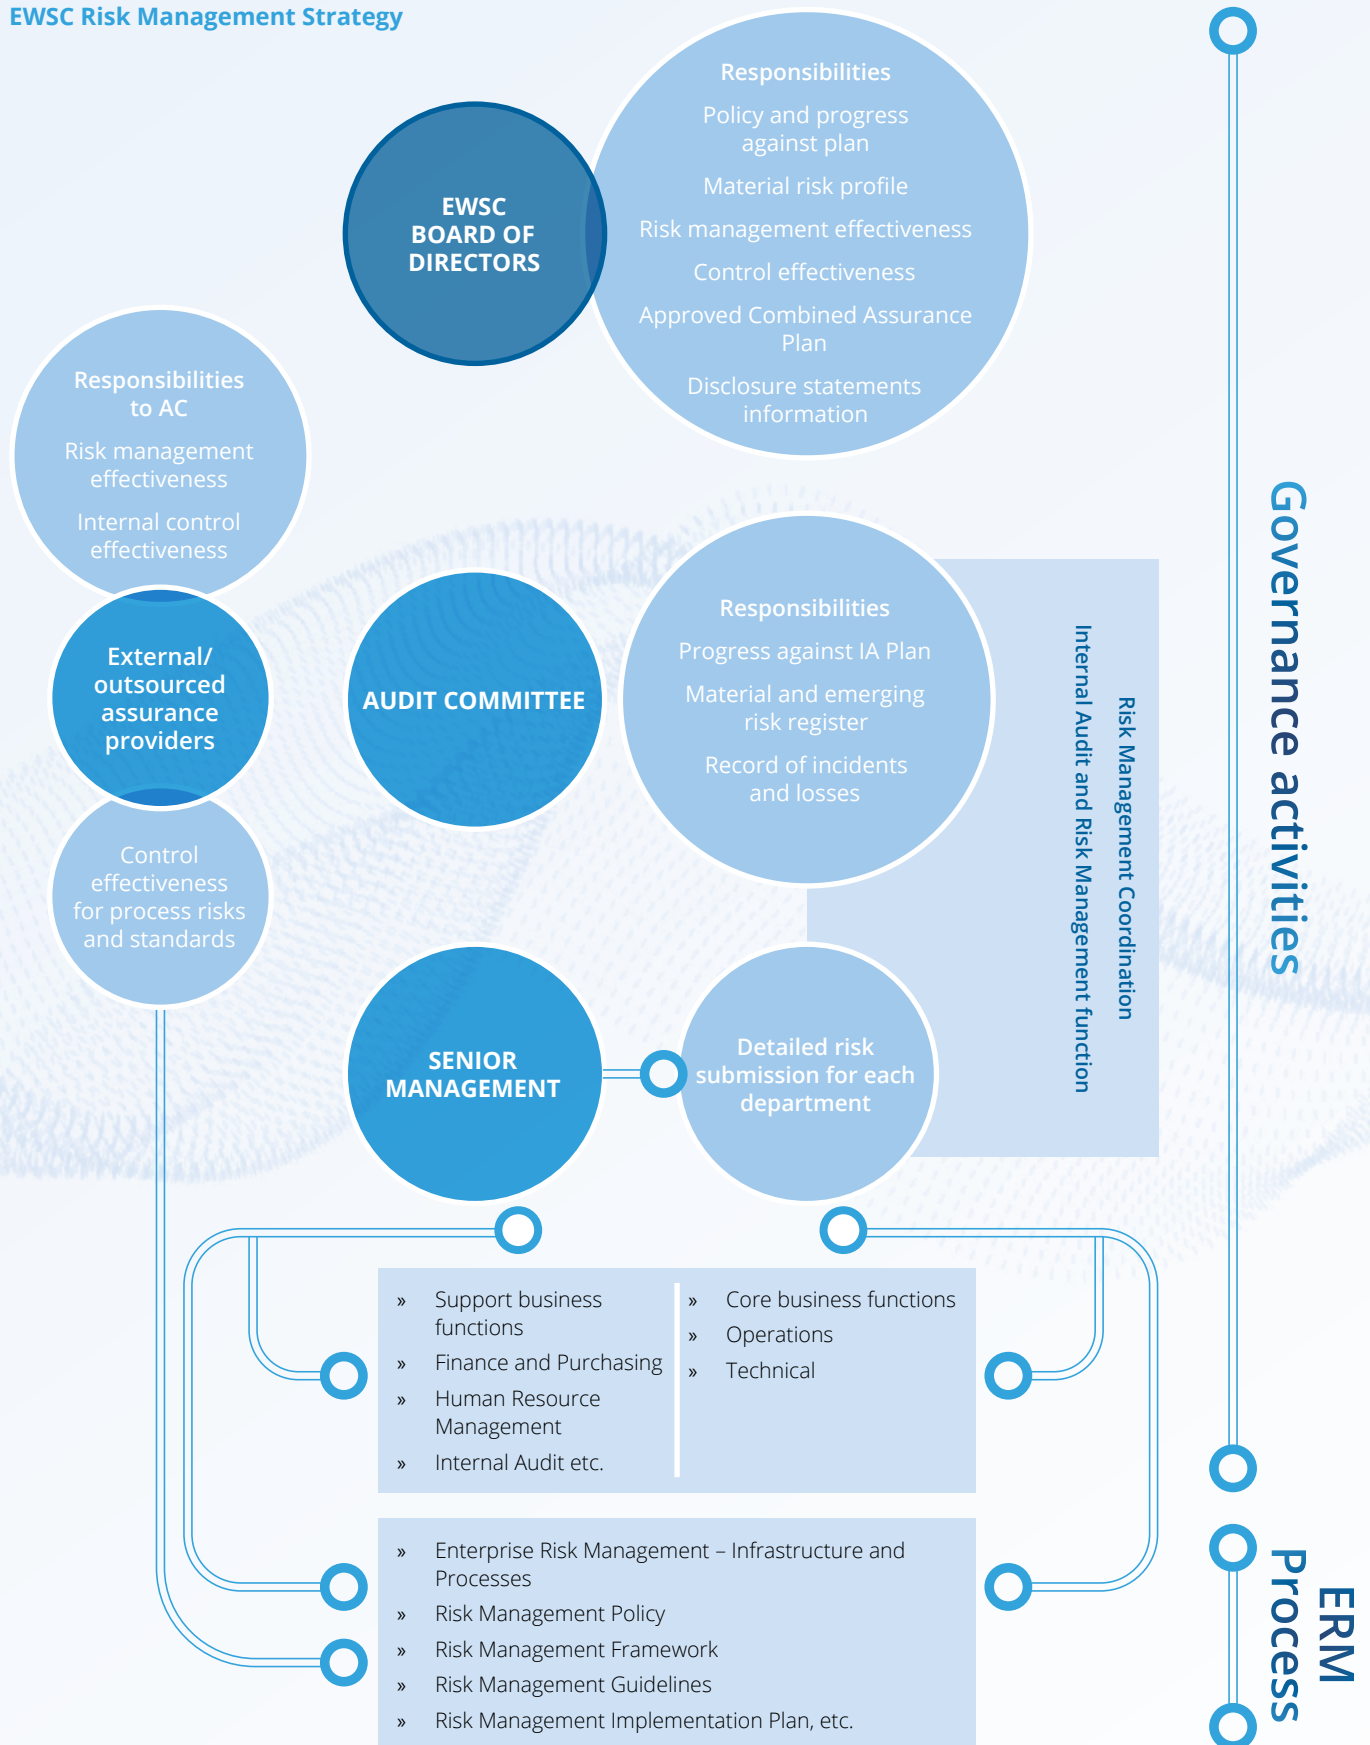 EWSC Risk Management Strategy
EWSC
BOARD OF
DIRECTORS
Responsibilities
Policy and progress
against plan
Material risk profile
Risk management effectiveness
Control effectiveness
Approved Combined Assurance
Plan
Disclosure statements
information
Responsibilities
to AC
Risk management
effectiveness
Internal control
effectiveness
External/
outsourced
assurance
providers
Control
effectiveness
for process risks
and standards
AUDIT COMMITTEE
Responsibilities
Progress against IA Plan
Material and emerging
risk register
Record of incidents
and losses
Risk Management Coordination
Internal Audit and Risk Management function
SENIOR
MANAGEMENT
Detailed risk
submission for each
department
» Support business
functions
» Finance and Purchasing
» Human Resource
Management
» Internal Audit etc.
» Core business functions
» Operations
» Technical
» Enterprise Risk Management – Infrastructure and
Processes
» Risk Management Policy
» Risk Management Framework
» Risk Management Guidelines
» Risk Management Implementation Plan, etc.
Governance activities
ERM
Process